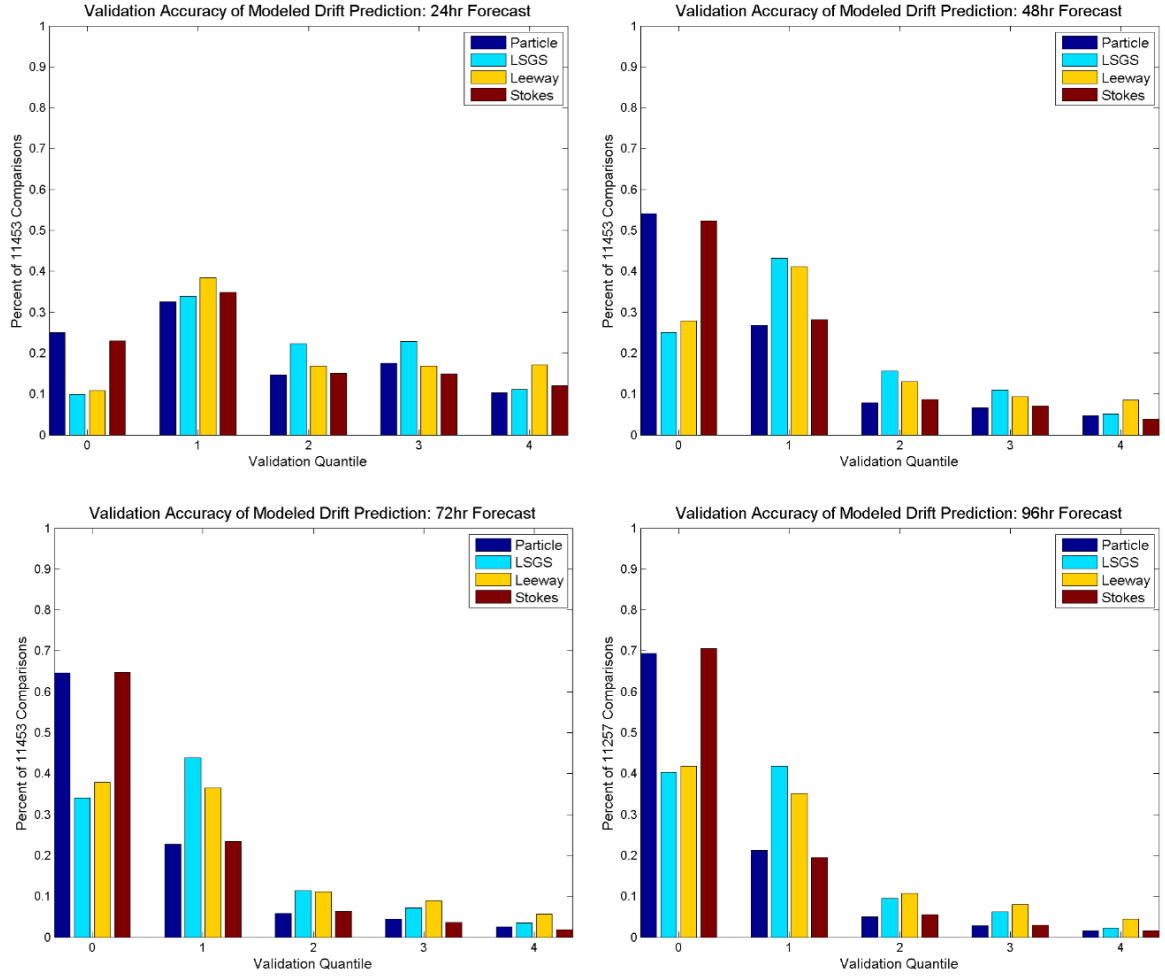 Validation Accuracy of Modeled Drift Prediction: 24hr Forecast
1
0.9
0.8
0.7
0.6
0.5
0.4
0.3
0.2
0.1
0
Percent of 11453 Comparisons
Particle
LSGS
Leeway
Stokes
0 1 2 3 4
Validation Quantile
Validation Accuracy of Modeled Drift Prediction: 48hr Forecast
1
0.9
0.8
0.7
0.6
0.5
0.4
0.3
0.2
0.1
0
Percent of 11453 Comparisons
Particle
LSGS
Leeway
Stokes
0 1 2 3 4
Validation Quantile
Validation Accuracy of Modeled Drift Prediction: 72hr Forecast
1
0.9
0.8
0.7
0.6
0.5
0.4
0.3
0.2
0.1
0
Percent of 11453 Comparisons
Particle
LSGS
Leeway
Stokes
0 1 2 3 4
Validation Quantile
Validation Accuracy of Modeled Drift Prediction: 96hr Forecast
1
0.9
0.8
0.7
0.6
0.5
0.4
0.3
0.2
0.1
0
Percent of 11257 Comparisons
Particle
LSGS
Leeway
Stokes
0 1 2 3 4
Validation Quantile